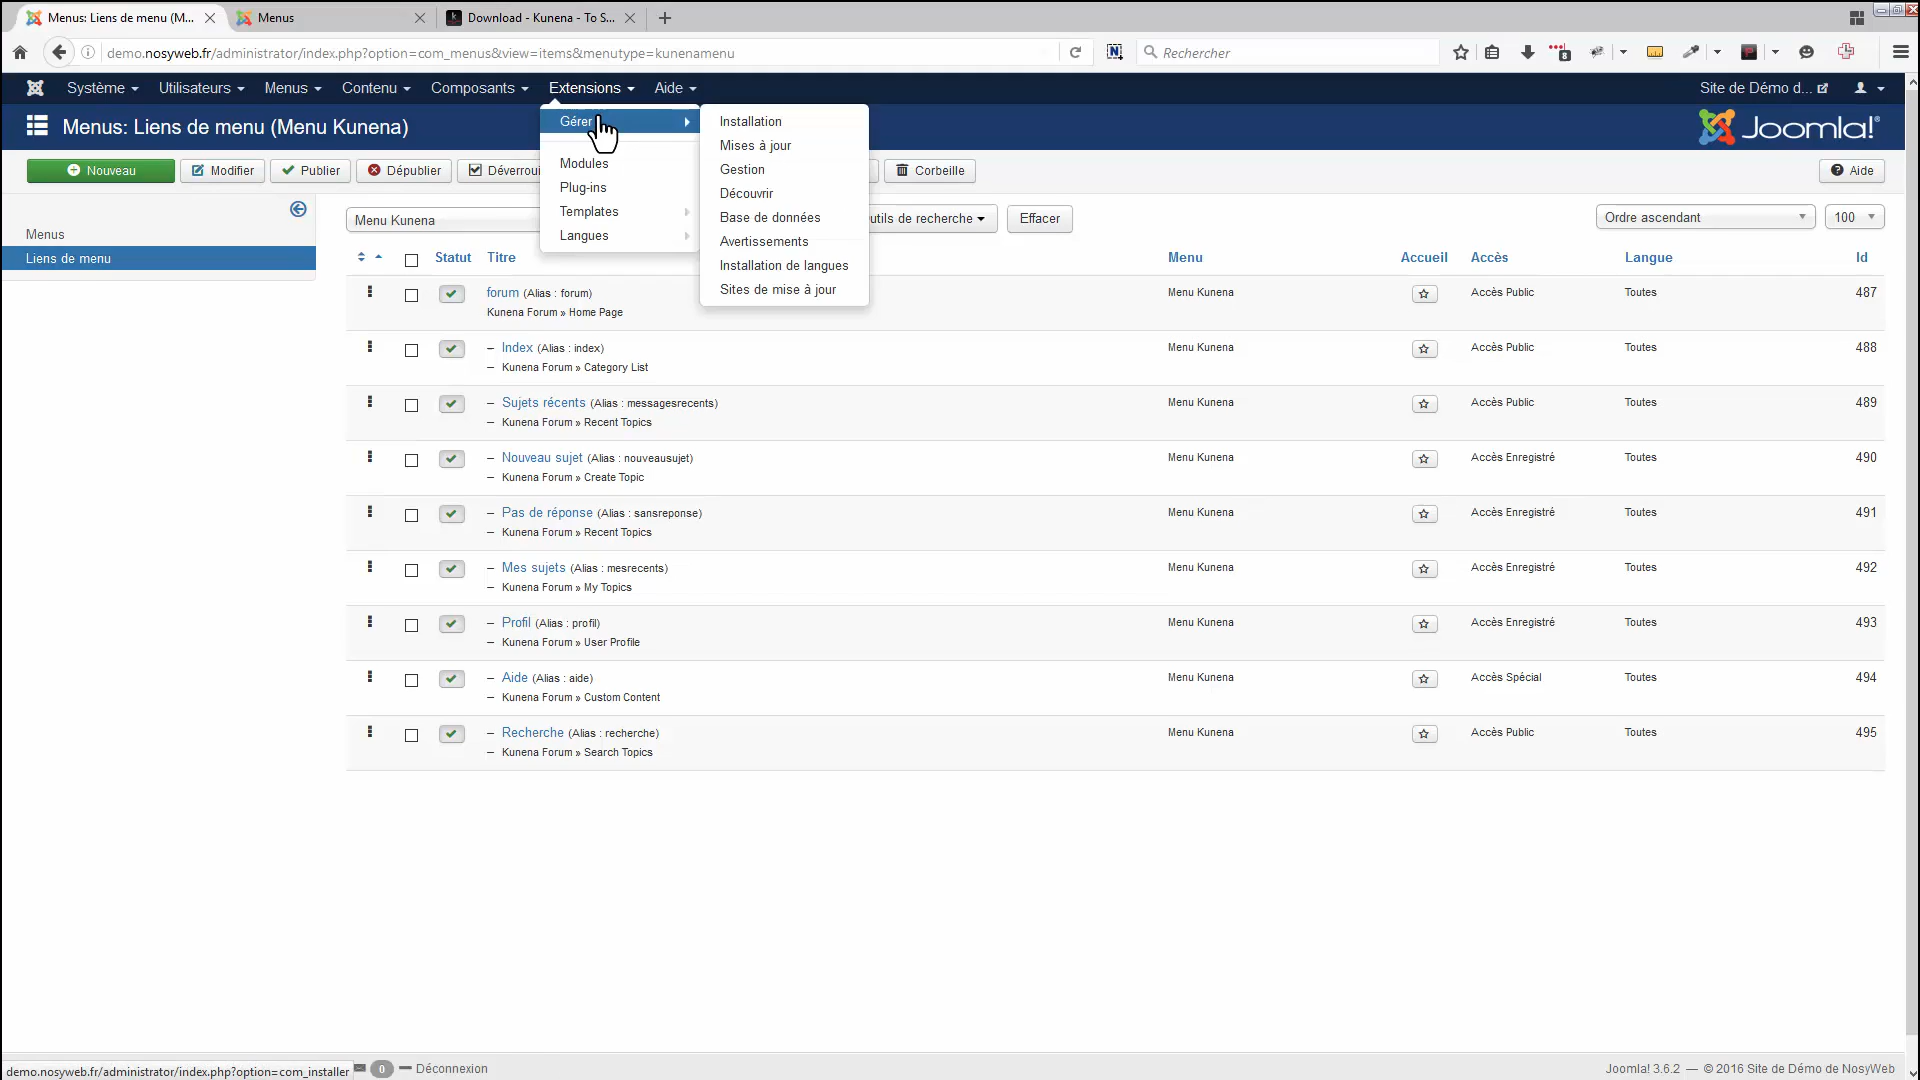 Menus: Liens de menu (M...
Menus
Download - Kunena - To S...
demo.nosyweb.fr/administrator/index.php?option=com_menus&view=items&menutype=kunenamenu
Rechercher
8
Système
Utilisateurs
Menus
Contenu
Composants
Extensions
Aide
Site de Démo d...
Menus: Liens de menu (Menu Kunena)
Joomla!®
Gérer
Modules
Plug-ins
Templates
Langues
Installation
Mises à jour
Gestion
Découvrir
Base de données
Avertissements
Installation de langues
Sites de mise à jour
Nouveau
Modifier
Publier
Dépublier
Déverroui
Corbeille
Aide
Menus
Liens de menu
Menu Kunena
utils de recherche
Effacer
Ordre ascendant
100
Statut Titre Menu Accueil Accès Langue Id
forum (Alias : forum) Menu Kunena Accès Public Toutes 487
Kunena Forum » Home Page
– Index (Alias : index) Menu Kunena Accès Public Toutes 488
– Kunena Forum » Category List
– Sujets récents (Alias : messagesrecents) Menu Kunena Accès Public Toutes 489
– Kunena Forum » Recent Topics
– Nouveau sujet (Alias : nouveausujet) Menu Kunena Accès Enregistré Toutes 490
– Kunena Forum » Create Topic
– Pas de réponse (Alias : sansreponse) Menu Kunena Accès Enregistré Toutes 491
– Kunena Forum » Recent Topics
– Mes sujets (Alias : mesrecents) Menu Kunena Accès Enregistré Toutes 492
– Kunena Forum » My Topics
– Profil (Alias : profil) Menu Kunena Accès Enregistré Toutes 493
– Kunena Forum » User Profile
– Aide (Alias : aide) Menu Kunena Accès Spécial Toutes 494
– Kunena Forum » Custom Content
– Recherche (Alias : recherche) Menu Kunena Accès Public Toutes 495
– Kunena Forum » Search Topics
demo.nosyweb.fr/administrator/index.php?option=com_installer
0
Déconnexion
Joomla! 3.6.2 — © 2016 Site de Démo de NosyWeb